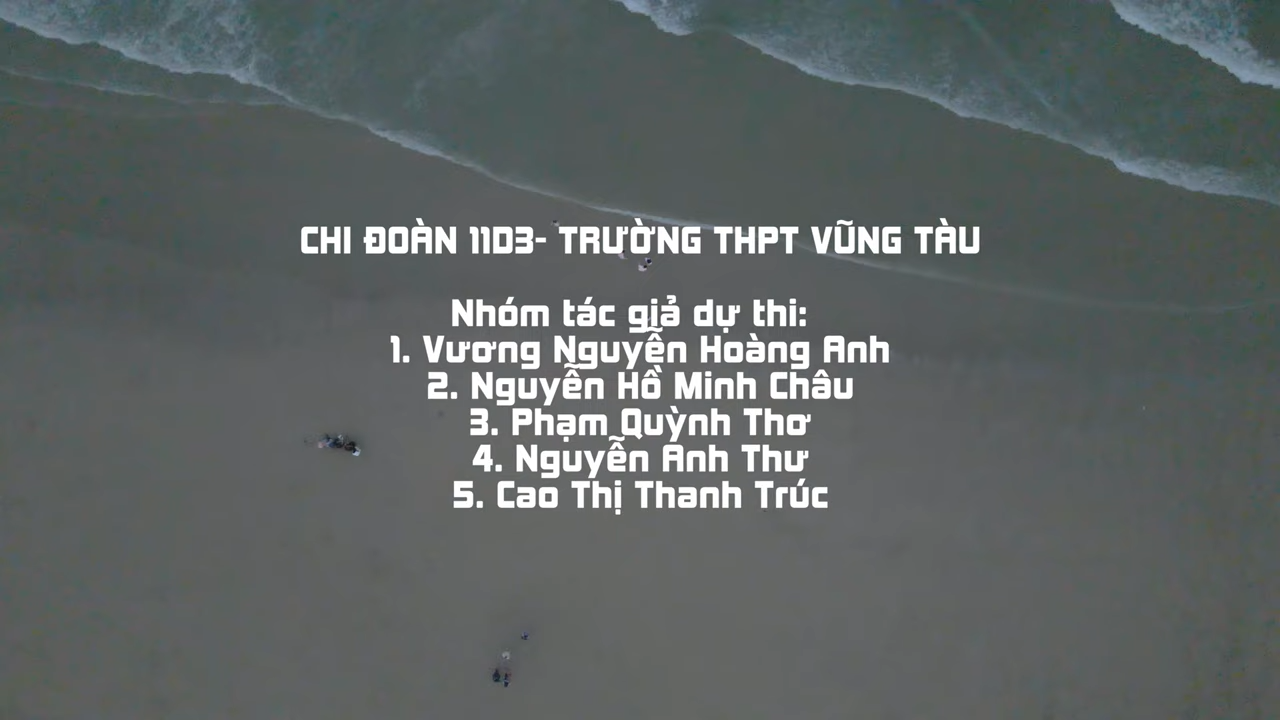 CHI ĐOÀN 11D3- TRƯỜNG THPT VŨNG TÀU
Nhóm tác giả dự thi:
1. Vương Nguyễn Hoàng Anh
2. Nguyễn Hồ Minh Châu
3. Phạm Quỳnh Thơ
4. Nguyễn Anh Thư
5. Cao Thị Thanh Trúc